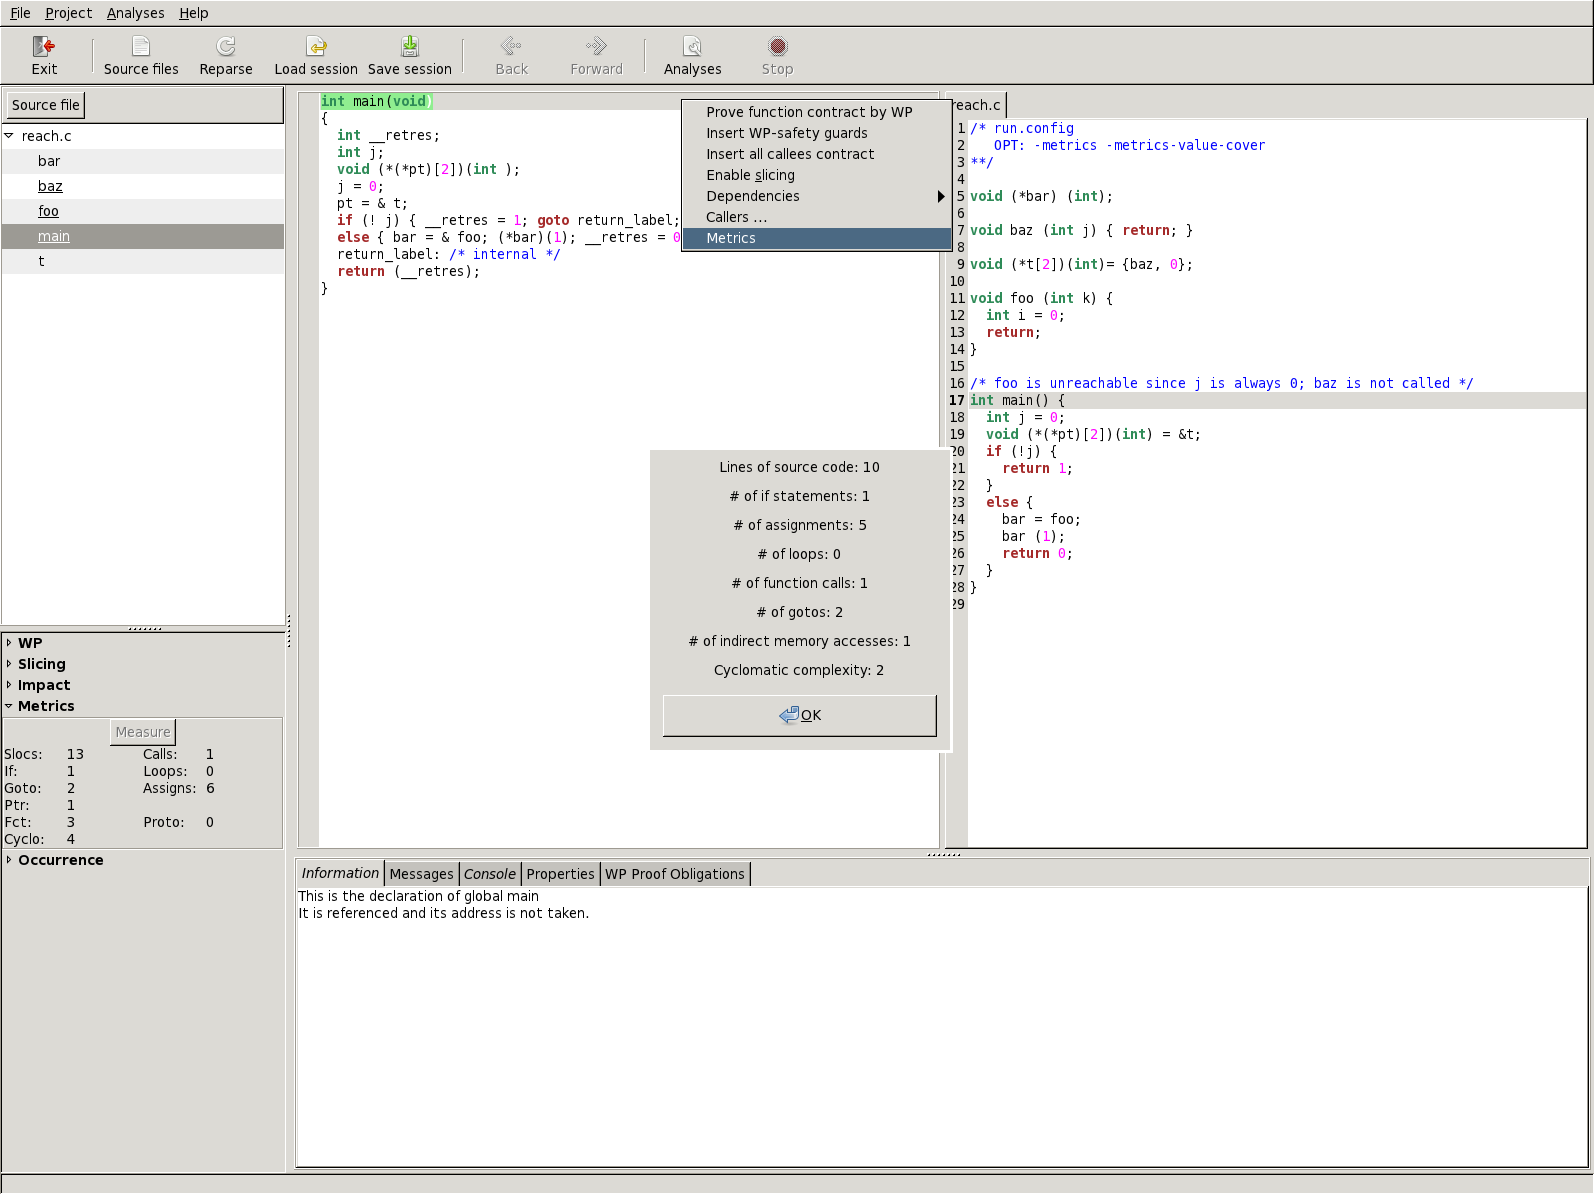 File Project Analyses Help
Exit Source files Reparse Load session Save session Back Forward Analyses Stop
Source file
reach.c
bar
baz
foo
main
t
WP
Slicing
Impact
Metrics
Measure
Slocs: 13 Calls: 1
If: 1 Loops: 0
Goto: 2 Assigns: 6
Ptr: 1
Fct: 3 Proto: 0
Cyclo: 4
Occurrence
int main(void)
{
  int __retres;
  int j;
  void (*(*pt)[2])(int );
  j = 0;
  pt = & t;
  if (! j) { __retres = 1; goto return_label;
  else { bar = & foo; (*bar)(1); __retres = 0
  return_label: /* internal */
  return (__retres);
}
Prove function contract by WP
Insert WP-safety guards
Insert all callees contract
Enable slicing
Dependencies
Callers ...
Metrics
Lines of source code: 10
# of if statements: 1
# of assignments: 5
# of loops: 0
# of function calls: 1
# of gotos: 2
# of indirect memory accesses: 1
Cyclomatic complexity: 2
OK
reach.c
1 /* run.config
2    OPT: -metrics -metrics-value-cover
3 **/
4
5 void (*bar) (int);
6
7 void baz (int j) { return; }
8
9 void (*t[2])(int)= {baz, 0};
10
11 void foo (int k) {
12   int i = 0;
13   return;
14 }
15
16 /* foo is unreachable since j is always 0; baz is not called */
17 int main() {
18   int j = 0;
19   void (*(*pt)[2])(int) = &t;
20   if (!j) {
21     return 1;
22   }
23   else {
24     bar = foo;
25     bar (1);
26     return 0;
27   }
28 }
29
Information Messages Console Properties WP Proof Obligations
This is the declaration of global main
It is referenced and its address is not taken.